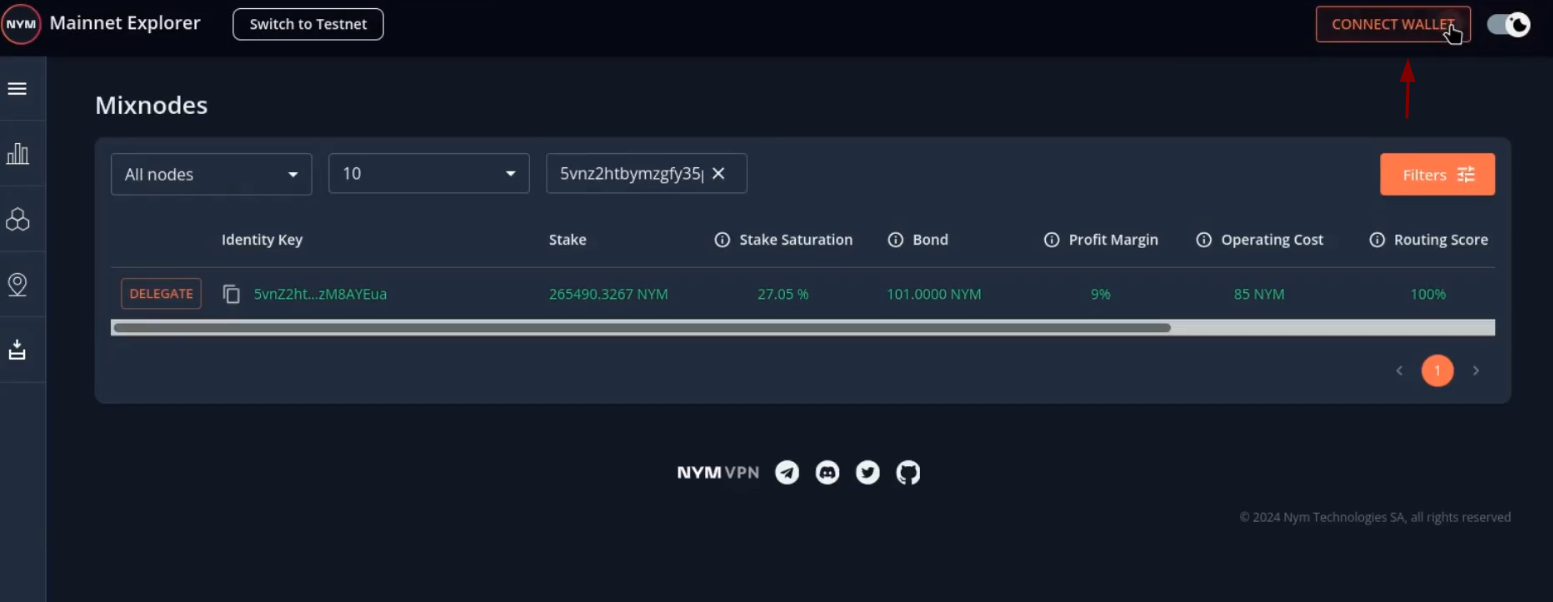 NYM Mainnet Explorer Switch to Testnet CONNECT WALLET
Mixnodes
All nodes 10 5vnz2htbymzgfy35 Filters
Identity Key Stake Stake Saturation Bond Profit Margin Operating Cost Routing Score
DELEGATE 5vnZ2ht...zM8AYEua 265490.3267 NYM 27.05 % 101.0000 NYM 9% 85 NYM 100%
1
NYMVPN
© 2024 Nym Technologies SA, all rights reserved